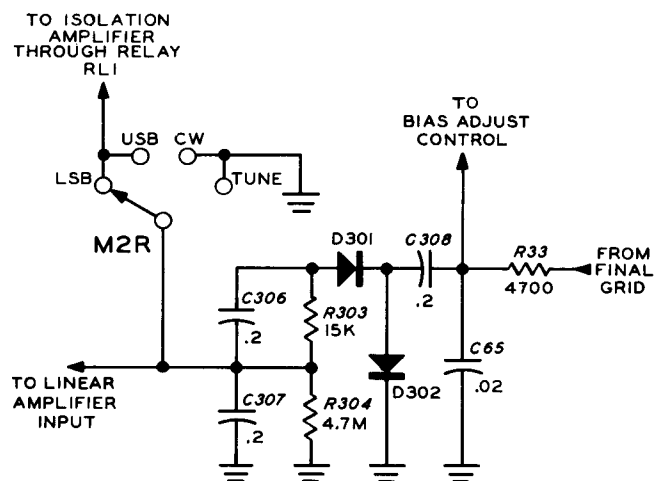 TO ISOLATION
AMPLIFIER
THROUGH RELAY
RL1
USB
CW
LSB
TUNE
M2R
TO
BIAS ADJUST
CONTROL
D301
C308
.2
R33
4700
FROM
FINAL
GRID
C306
.2
R303
15K
C65
.02
D302
TO LINEAR
AMPLIFIER
INPUT
C307
.2
R304
4.7M